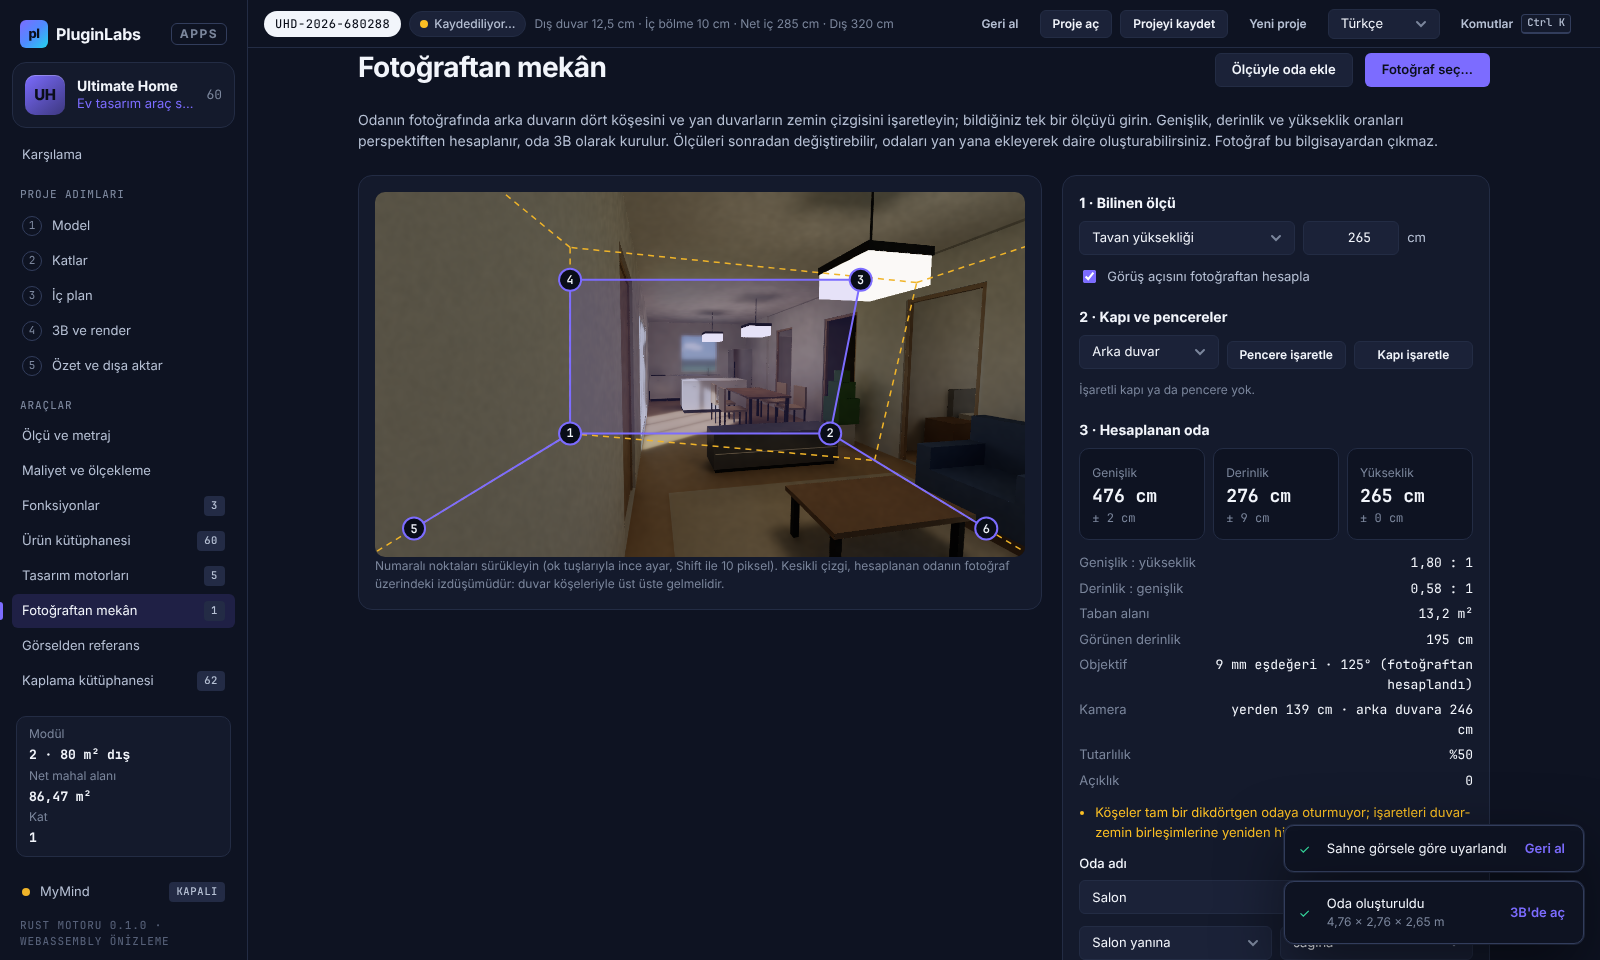 pl PluginLabs APPS
UH Ultimate Home
Ev tasarım araç s... 60
Karşılama
PROJE ADIMLARI
1 Model
2 Katlar
3 İç plan
4 3B ve render
5 Özet ve dışa aktar
ARAÇLAR
Ölçü ve metraj
Maliyet ve ölçekleme
Fonksiyonlar 3
Ürün kütüphanesi 60
Tasarım motorları 5
Fotoğraftan mekân 1
Görselden referans
Kaplama kütüphanesi 62
Modül
2 · 80 m² dış
Net mahal alanı
86,47 m²
Kat
1
MyMind KAPALI
RUST MOTORU 0.1.0 ·
WEBASSEMBLY ÖNİZLEME
UHD-2026-680288 Kaydediliyor... Dış duvar 12,5 cm · İç bölme 10 cm · Net iç 285 cm · Dış 320 cm Geri al Proje aç Projeyi kaydet Yeni proje Türkçe Komutlar Ctrl K
Fotoğraftan mekân Ölçüyle oda ekle Fotoğraf seç...
Odanın fotoğrafında arka duvarın dört köşesini ve yan duvarların zemin çizgisini işaretleyin; bildiğiniz tek bir ölçüyü girin. Genişlik, derinlik ve yükseklik oranları
perspektiften hesaplanır, oda 3B olarak kurulur. Ölçüleri sonradan değiştirebilir, odaları yan yana ekleyerek daire oluşturabilirsiniz. Fotoğraf bu bilgisayardan çıkmaz.
4 3
1 2
5 6
Numaralı noktaları sürükleyin (ok tuşlarıyla ince ayar, Shift ile 10 piksel). Kesikli çizgi, hesaplanan odanın fotoğraf
üzerindeki izdüşümüdür: duvar köşeleriyle üst üste gelmelidir.
1 · Bilinen ölçü
Tavan yüksekliği 265 cm
Görüş açısını fotoğraftan hesapla
2 · Kapı ve pencereler
Arka duvar Pencere işaretle Kapı işaretle
İşaretli kapı ya da pencere yok.
3 · Hesaplanan oda
Genişlik Derinlik Yükseklik
476 cm 276 cm 265 cm
± 2 cm ± 9 cm ± 0 cm
Genişlik : yükseklik 1,80 : 1
Derinlik : genişlik 0,58 : 1
Taban alanı 13,2 m²
Görünen derinlik 195 cm
Objektif 9 mm eşdeğeri · 125° (fotoğraftan
hesaplandı)
Kamera yerden 139 cm · arka duvara 246
cm
Tutarlılık %50
Açıklık 0
• Köşeler tam bir dikdörtgen odaya oturmuyor; işaretleri duvar-
zemin birleşimlerine yeniden
Oda adı
Salon
Salon yanına
Sahne görsele göre uyarlandı Geri al
Oda oluşturuldu
4,76 × 2,76 × 2,65 m 3B'de aç